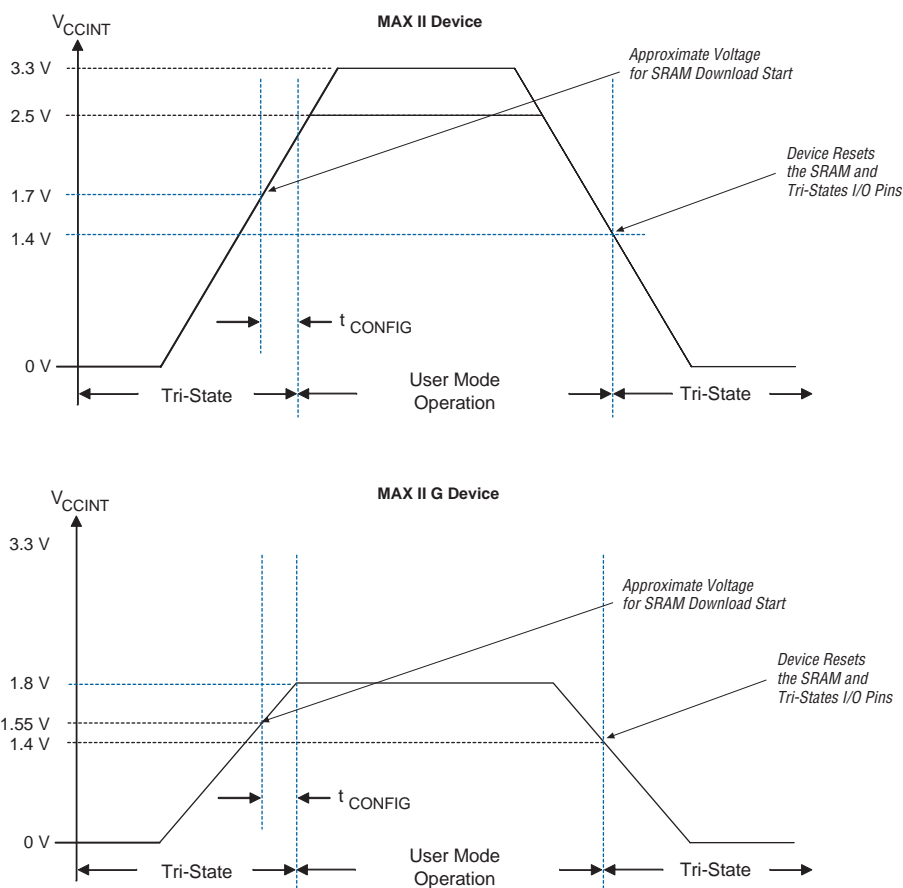 MAX II Device
V CCINT
Approximate Voltage
for SRAM Download Start
3.3 V
2.5 V
Device Resets
the SRAM and
Tri-States I/O Pins
1.7 V
1.4 V
t CONFIG
0 V
Tri-State
User Mode
Operation
Tri-State
MAX II G Device
V CCINT
3.3 V
Approximate Voltage
for SRAM Download Start
Device Resets
the SRAM and
Tri-States I/O Pins
1.8 V
1.55 V
1.4 V
t CONFIG
0 V
Tri-State
User Mode
Operation
Tri-State